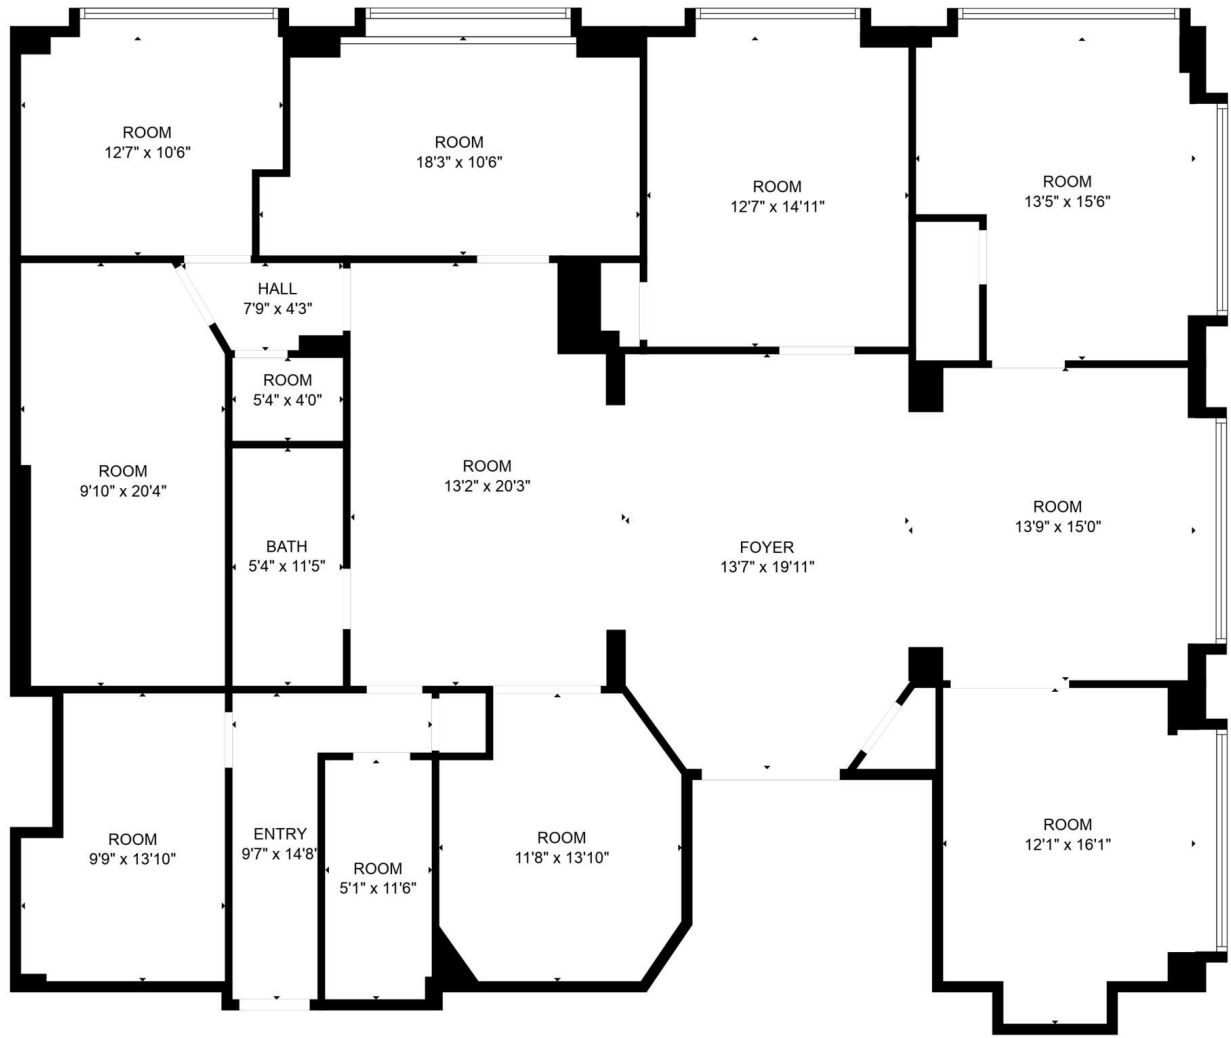 ROOM
12'7" x 10'6"
ROOM
18'3" x 10'6"
ROOM
12'7" x 14'11"
ROOM
13'5" x 15'6"
HALL
7'9" x 4'3"
ROOM
5'4" x 4'0"
ROOM
9'10" x 20'4"
ROOM
13'2" x 20'3"
BATH
5'4" x 11'5"
FOYER
13'7" x 19'11"
ROOM
13'9" x 15'0"
ROOM
9'9" x 13'10"
ENTRY
9'7" x 14'8'
ROOM
5'1" x 11'6"
ROOM
11'8" x 13'10"
ROOM
12'1" x 16'1"